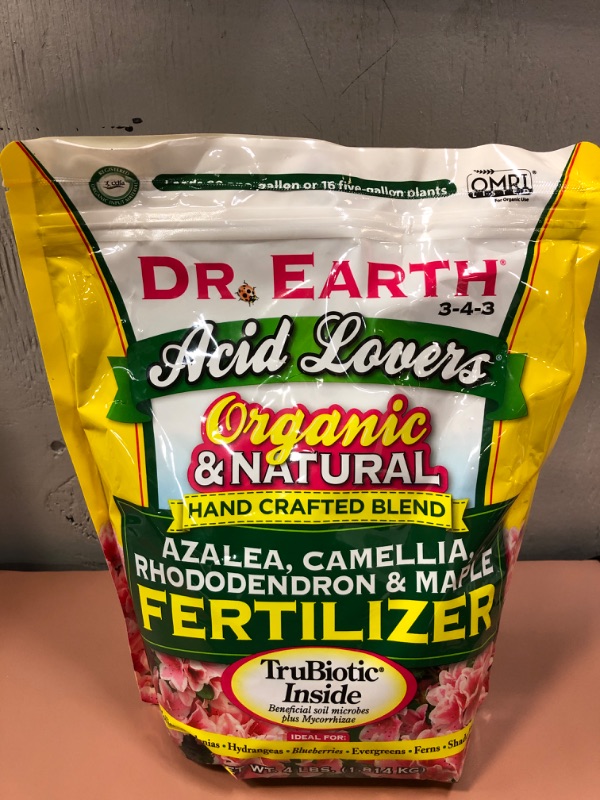 gallon or 16 five-gallon plants
OMRI
LISTED
For Organic Use
DR. EARTH®
3-4-3
Acid Lovers®
Organic
& NATURAL
HAND CRAFTED BLEND
AZALEA, CAMELLIA,
RHODODENDRON & MAPLE
FERTILIZER
TruBiotic®
Inside
Beneficial soil microbes
plus Mycorrhizae
IDEAL FOR:
• Hydrangeas • Blueberries • Evergreens • Ferns •
WT. 4 LBS. (1.814 KG)